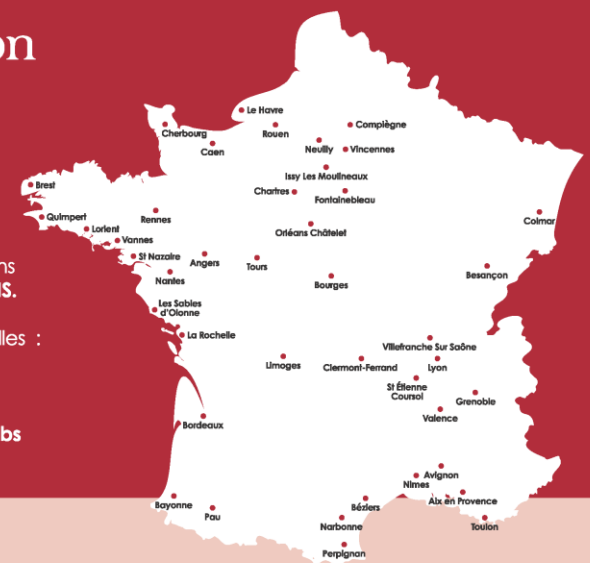 on
ns
S.
lles :
bs
Le Havre
Cherbourg
Rouen
Compiègne
Caen
Neuilly
Vincennes
Issy Les Moulineaux
Chartres
Fontainebleau
Brest
Quimpert
Lorient
Rennes
Vannes
Orléans Châtelet
Colmar
St Nazaire
Angers
Tours
Nantes
Bourges
Besançon
Les Sables
d'Olonne
La Rochelle
Villefranche Sur Saône
Limoges
Clermont-Ferrand
Lyon
St Étienne
Coursol
Grenoble
Valence
Bordeaux
Avignon
Nimes
Aix en Provence
Bayonne
Pau
Béziers
Narbonne
Toulon
Perpignan